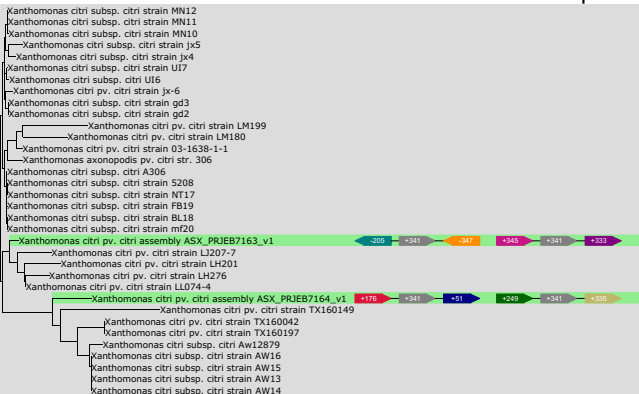 Xanthomonas citri subsp. citri strain MN12
Xanthomonas citri subsp. citri strain MN11
Xanthomonas citri subsp. citri strain MN10
Xanthomonas citri subsp. citri strain jx5
Xanthomonas citri subsp. citri strain jx4
Xanthomonas citri subsp. citri strain UI7
Xanthomonas citri subsp. citri UI6
Xanthomonas citri pv. citri strain jx-6
Xanthomonas citri subsp. citri strain gd3
Xanthomonas citri subsp. citri strain gd2
Xanthomonas citri pv. citri strain LM199
Xanthomonas citri pv. citri strain LM180
Xanthomonas citri pv. citri strain 03-1638-1-1
Xanthomonas axonopodis pv. citri str. 306
Xanthomonas citri subsp. citri A306
Xanthomonas citri subsp. citri strain 5208
Xanthomonas citri subsp. citri strain NT17
Xanthomonas citri subsp. citri strain FB19
Xanthomonas citri subsp. citri strain BL18
Xanthomonas citri subsp. citri strain mf20
Xanthomonas citri pv. citri assembly ASX_PRJEB7163_v1 -205 +341 -347 +345 +341 +333
Xanthomonas citri pv. citri strain LJ207-7
Xanthomonas citri pv. citri strain LH201
Xanthomonas citri pv. citri strain LH276
Xanthomonas citri pv. citri strain LL074-4
Xanthomonas citri pv. citri assembly ASX_PRJEB7164_v1 +176 +341 +51 +249 +341 +335
Xanthomonas citri pv. citri strain TX160149
Xanthomonas citri pv. citri strain TX160042
Xanthomonas citri pv. citri strain TX160197
Xanthomonas citri subsp. citri Aw12879
Xanthomonas citri subsp. citri strain AW16
Xanthomonas citri subsp. citri strain AW15
Xanthomonas citri subsp. citri strain AW13
Xanthomonas citri subsp. citri strain AW14